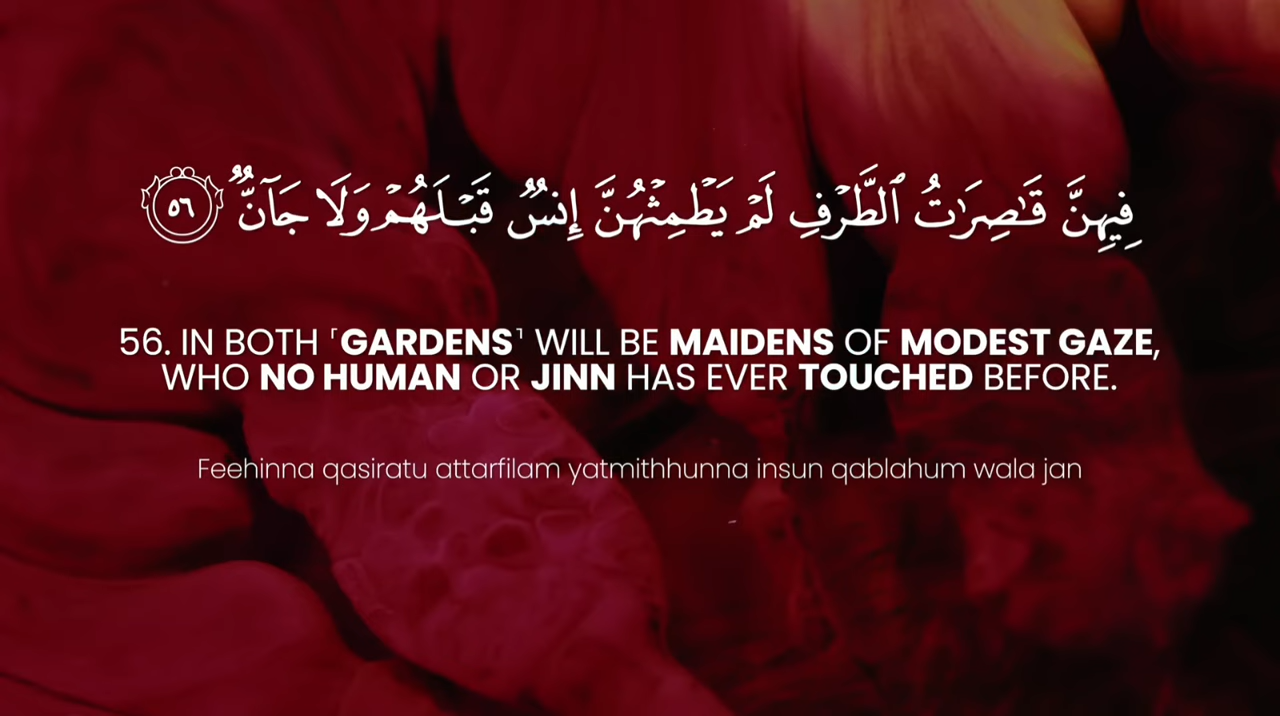 فِيهِنَّ قَـٰصِرَٰتُ ٱلطَّرْفِ لَمْ يَطْمِثْهُنَّ إِنسٌ قَبْلَهُمْ وَلَا جَآنٌّ ٥٦
56. IN BOTH ˹GARDENS˺ WILL BE MAIDENS OF MODEST GAZE,
WHO NO HUMAN OR JINN HAS EVER TOUCHED BEFORE.
Feehinna qasiratu attarfilam yatmithhunna insun qablahum wala jan